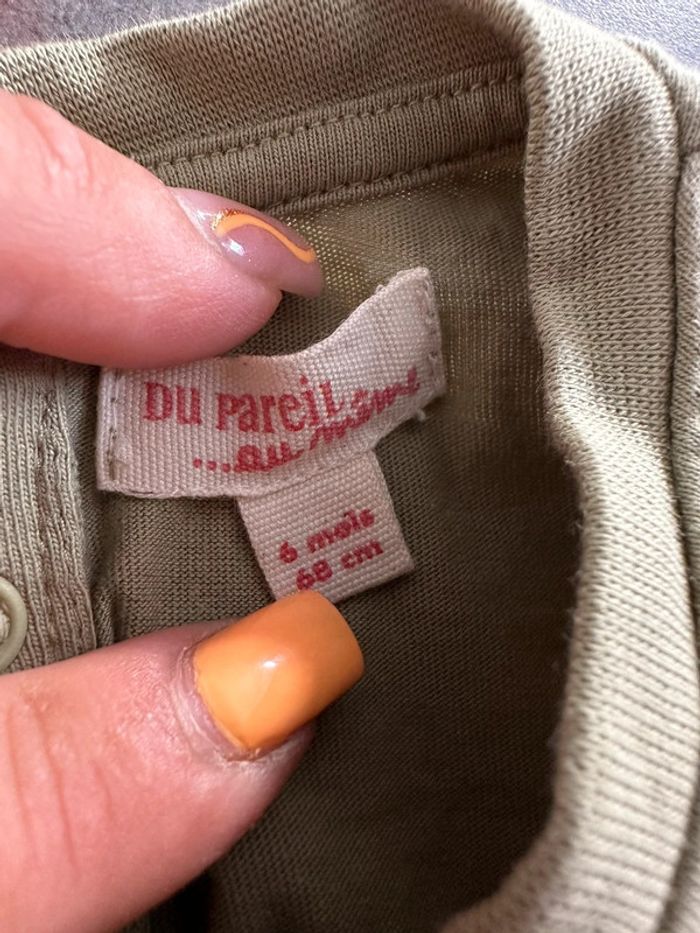 DU PAREIL
...au même
6 mois
68 cm